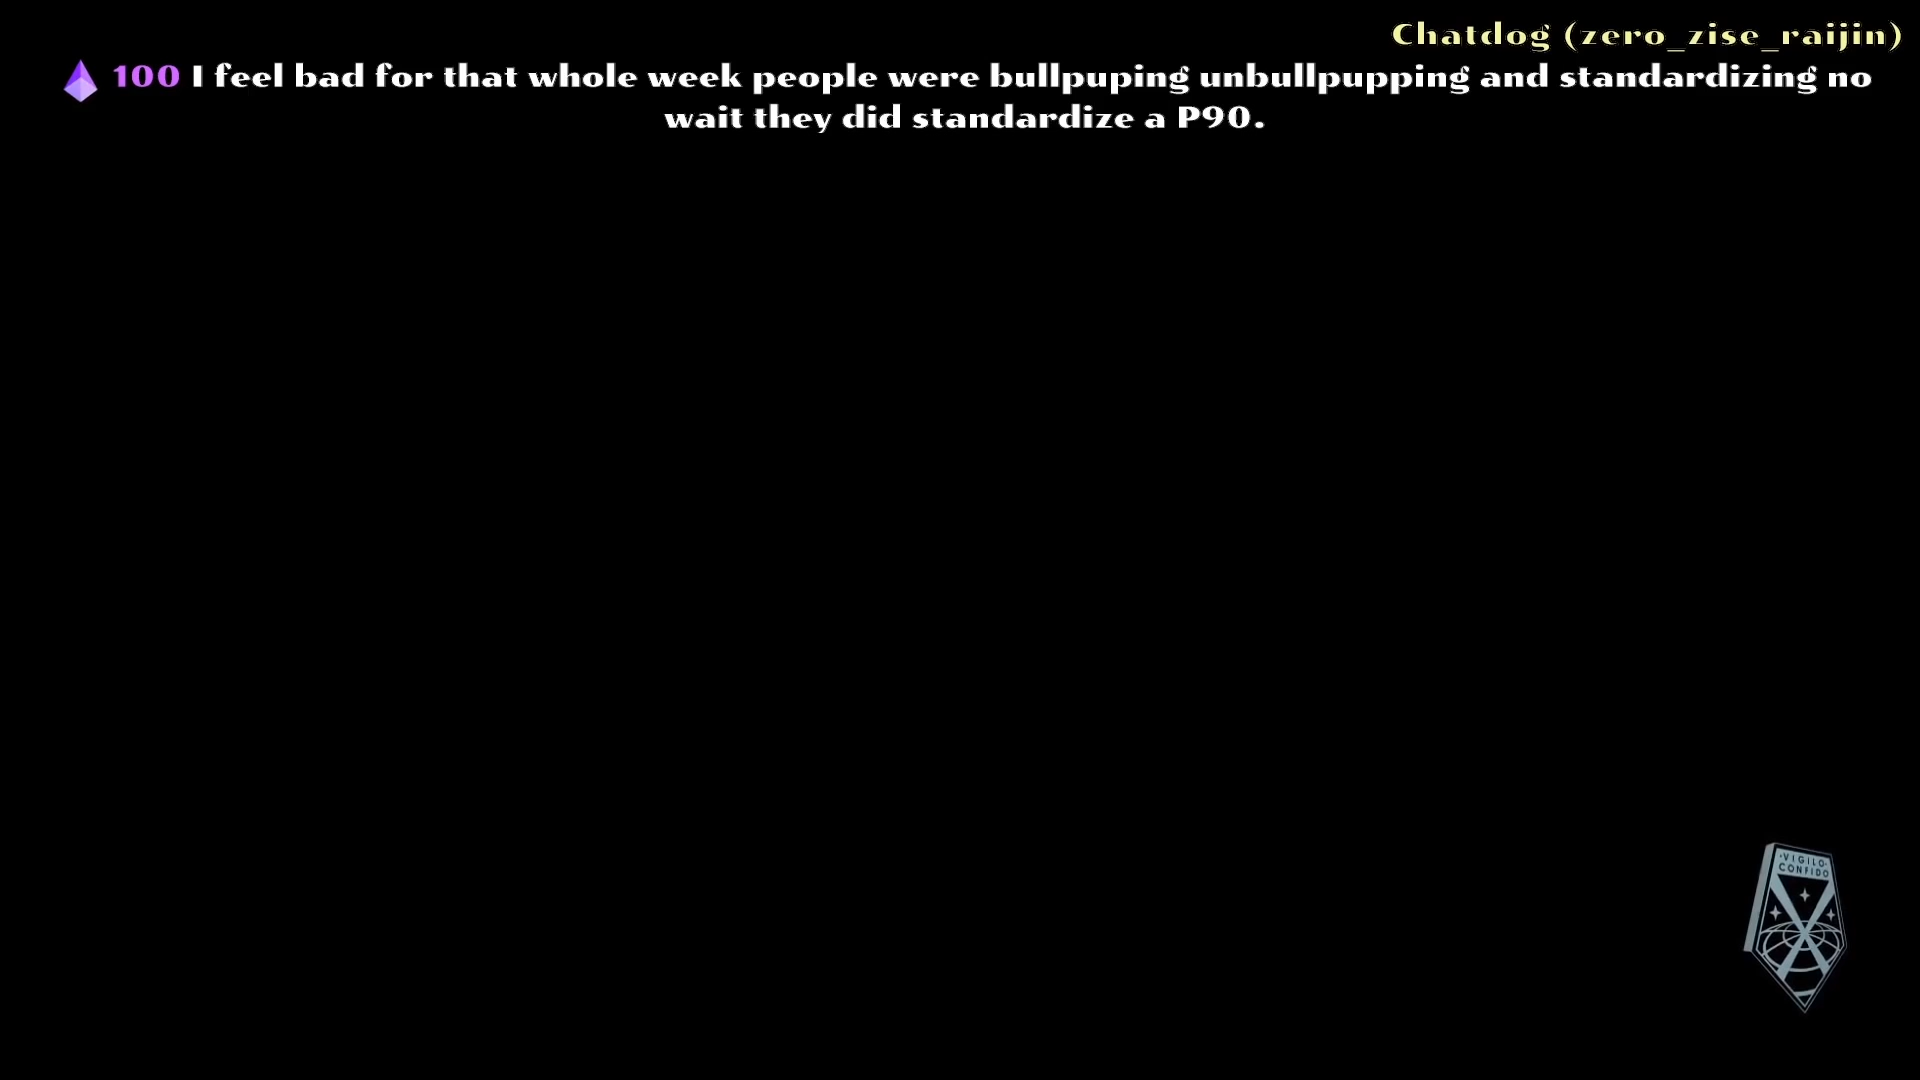 Chatdog (zero_zise_raijin)
100 I feel bad for that whole week people were bullpuping unbullpupping and standardizing no
wait they did standardize a P90.
·VIGILO·
CONFIDO